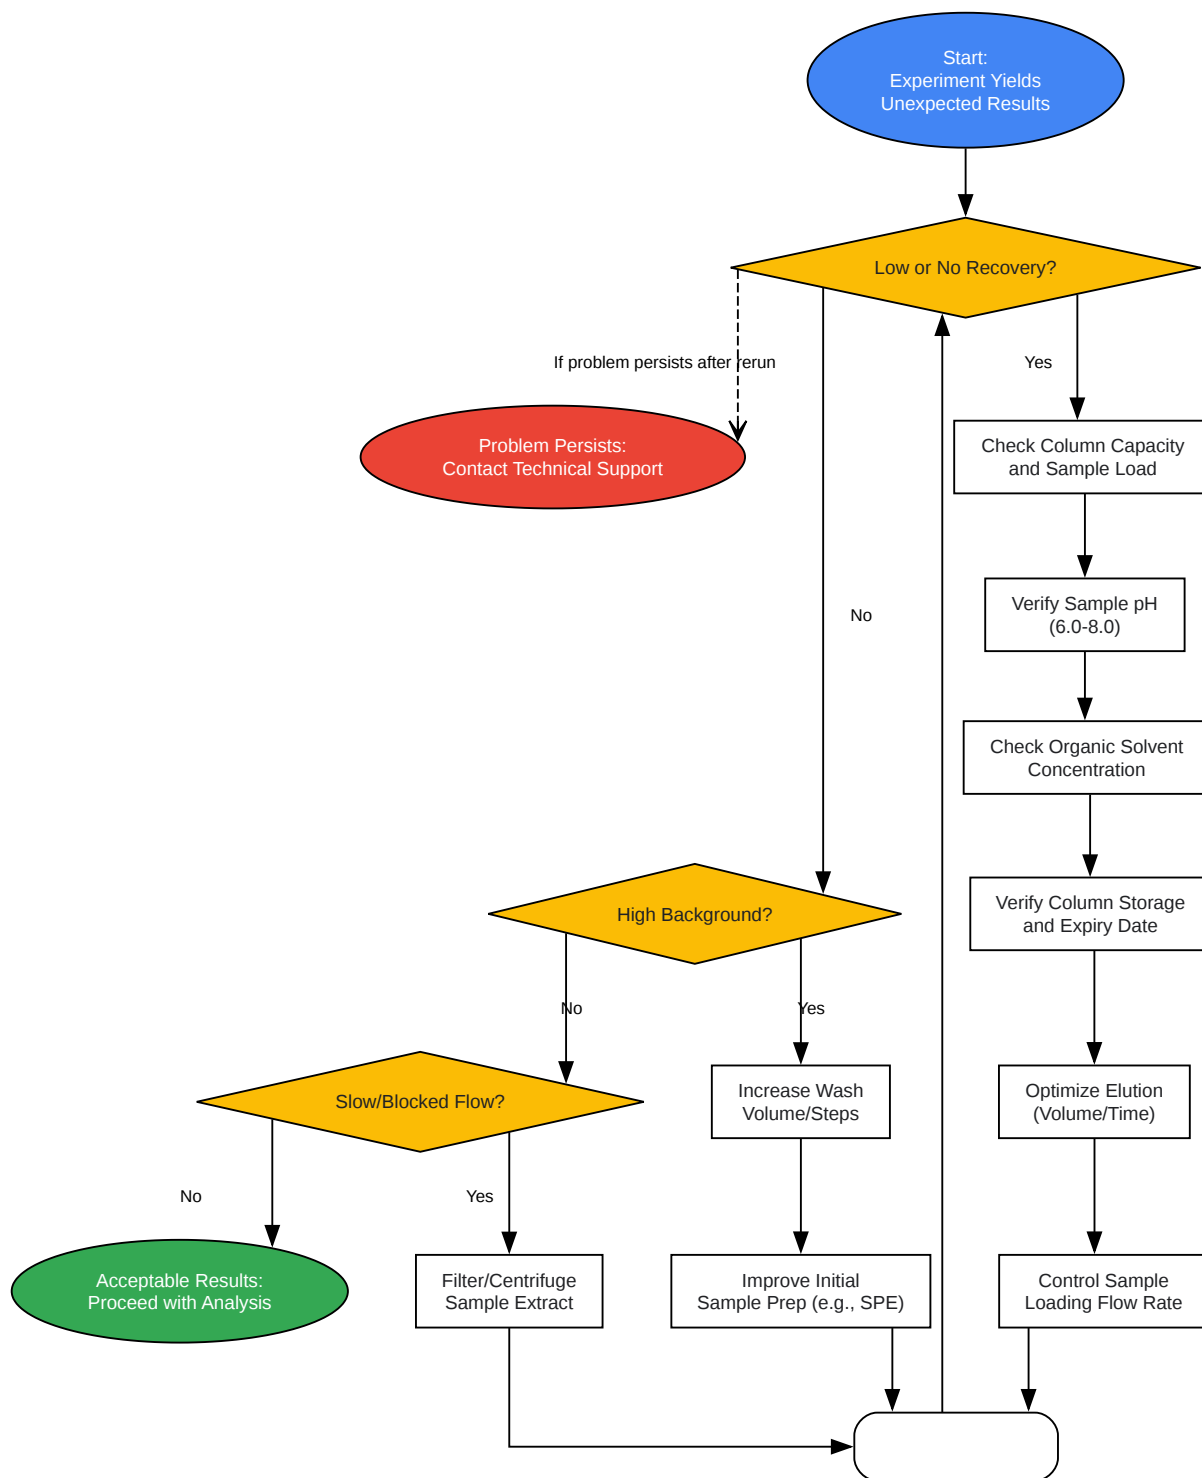 Start:
Experiment Yields
Unexpected Results
Low or No Recovery?
If problem persists after rerun
Yes
Problem Persists:
Contact Technical Support
Check Column Capacity
and Sample Load
Verify Sample pH
(6.0-8.0)
No
Check Organic Solvent
Concentration
High Background?
Verify Column Storage
and Expiry Date
No
Yes
Slow/Blocked Flow?
Increase Wash
Volume/Steps
Optimize Elution
(Volume/Time)
No
Yes
Acceptable Results:
Proceed with Analysis
Filter/Centrifuge
Sample Extract
Improve Initial
Sample Prep (e.g., SPE)
Control Sample
Loading Flow Rate